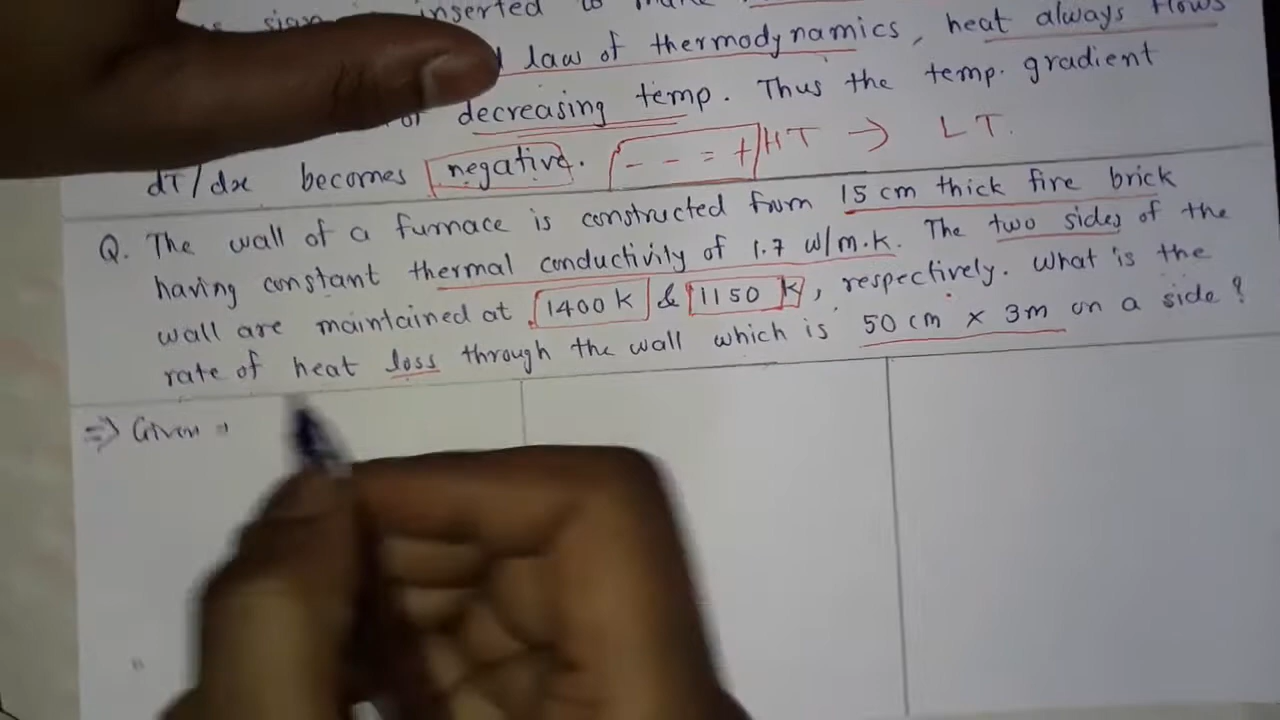 sign inserted to
law of thermodynamics, heat always flows
decreasing temp. Thus the temp. gradient
dT/dx becomes negative. - - = + HT → LT.
Q. The wall of a furnace is constructed from 15 cm thick fire brick
having constant thermal conductivity of 1.7 W/m.K. The two sides of the
wall are maintained at 1400 K & 1150 K, respectively. What is the
rate of heat loss through the wall which is 50 cm × 3m on a side?
⇒ Given :